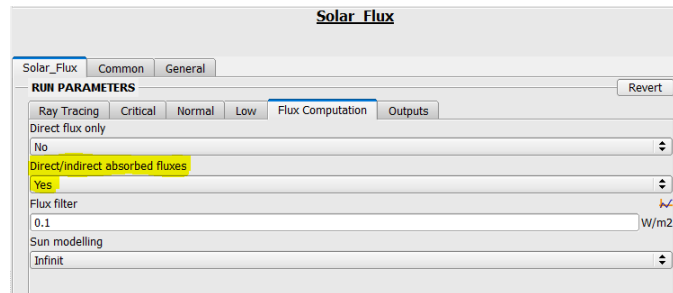 Solar_Flux
Solar_Flux Common General
RUN PARAMETERS Revert
Ray Tracing Critical Normal Low Flux Computation Outputs
Direct flux only
No
Direct/indirect absorbed fluxes
Yes
Flux filter
0.1 W/m2
Sun modelling
Infinit